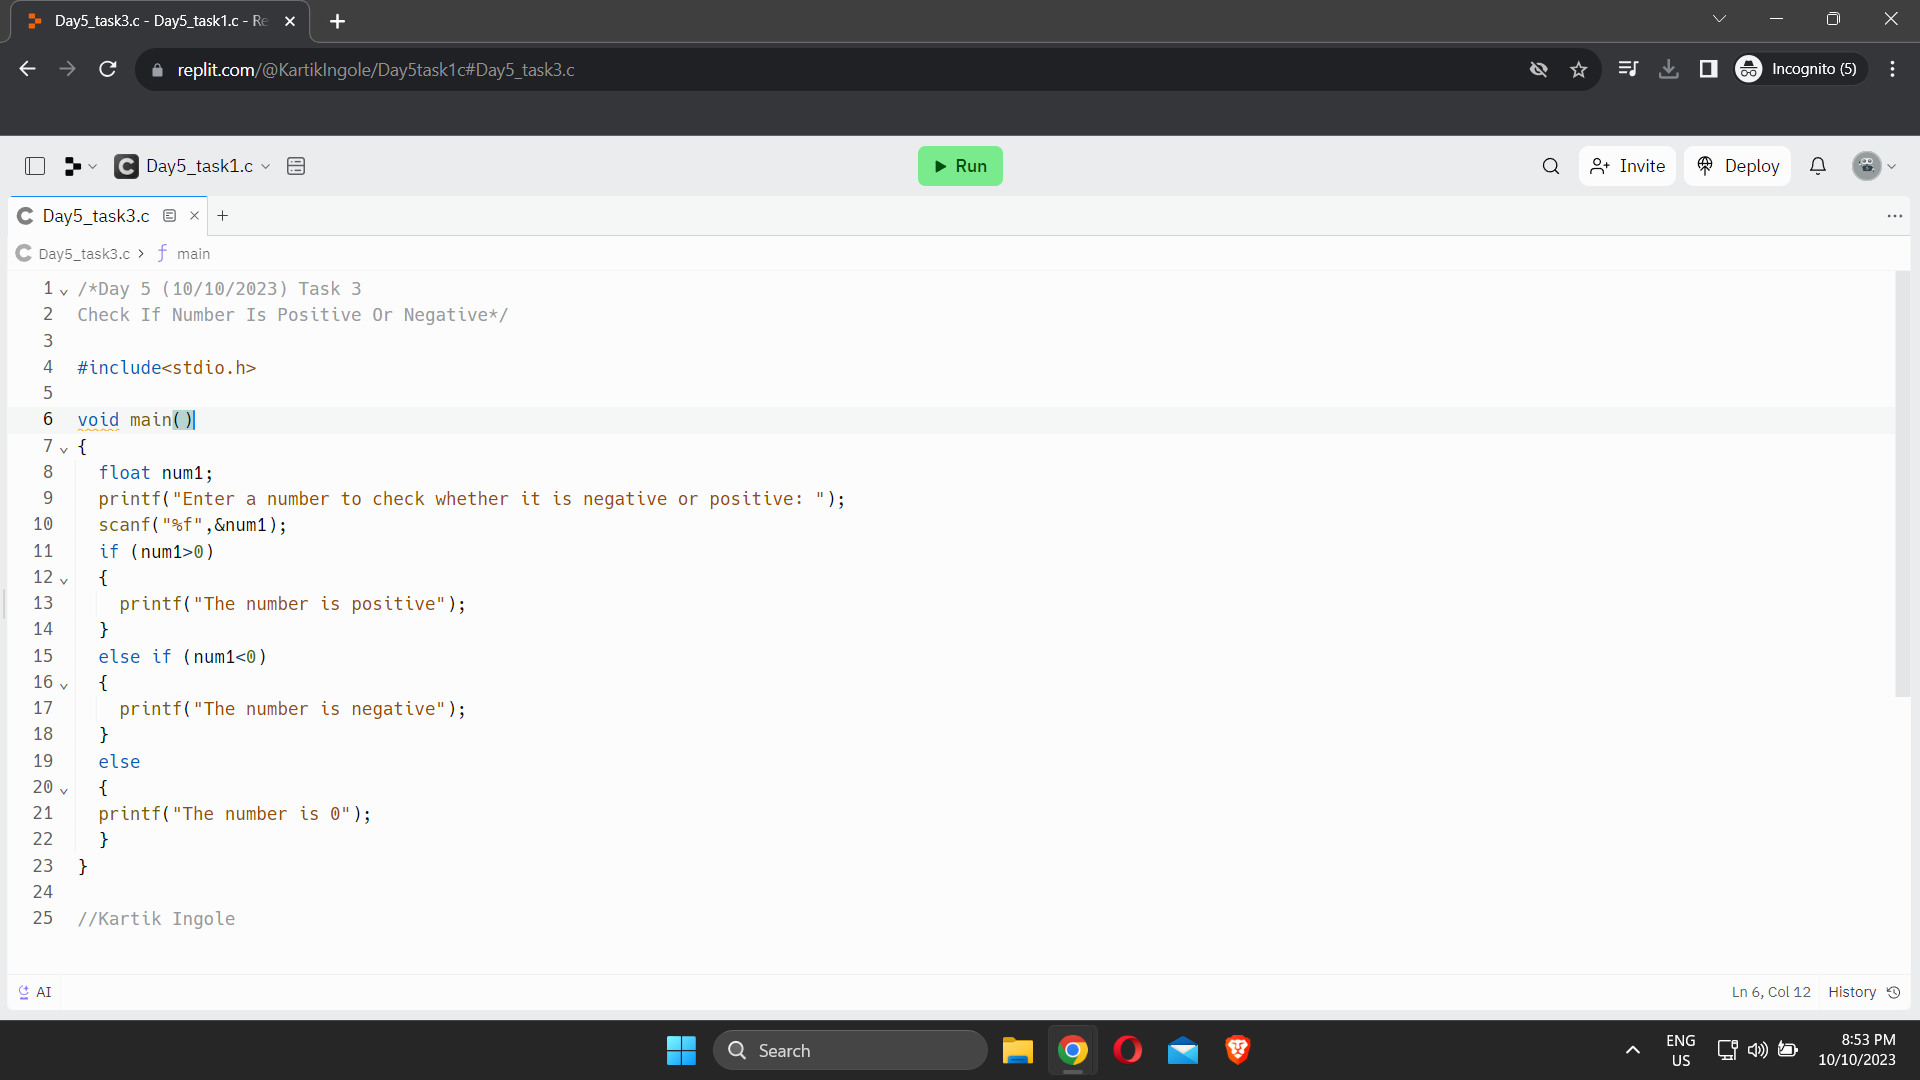 Day5_task3.c - Day5_task1.c - Re
replit.com/@KartikIngole/Day5task1c#Day5_task3.c
Incognito (5)
Day5_task1.c
Run
Invite
Deploy
Day5_task3.c
Day5_task3.c > f main
1 /*Day 5 (10/10/2023) Task 3
2 Check If Number Is Positive Or Negative*/
3
4 #include<stdio.h>
5
6 void main()
7 {
8 float num1;
9 printf("Enter a number to check whether it is negative or positive: ");
10 scanf("%f",&num1);
11 if (num1>0)
12 {
13 printf("The number is positive");
14 }
15 else if (num1<0)
16 {
17 printf("The number is negative");
18 }
19 else
20 {
21 printf("The number is 0");
22 }
23 }
24
25 //Kartik Ingole
AI
Ln 6, Col 12 History
Search
ENG
US
8:53 PM
10/10/2023